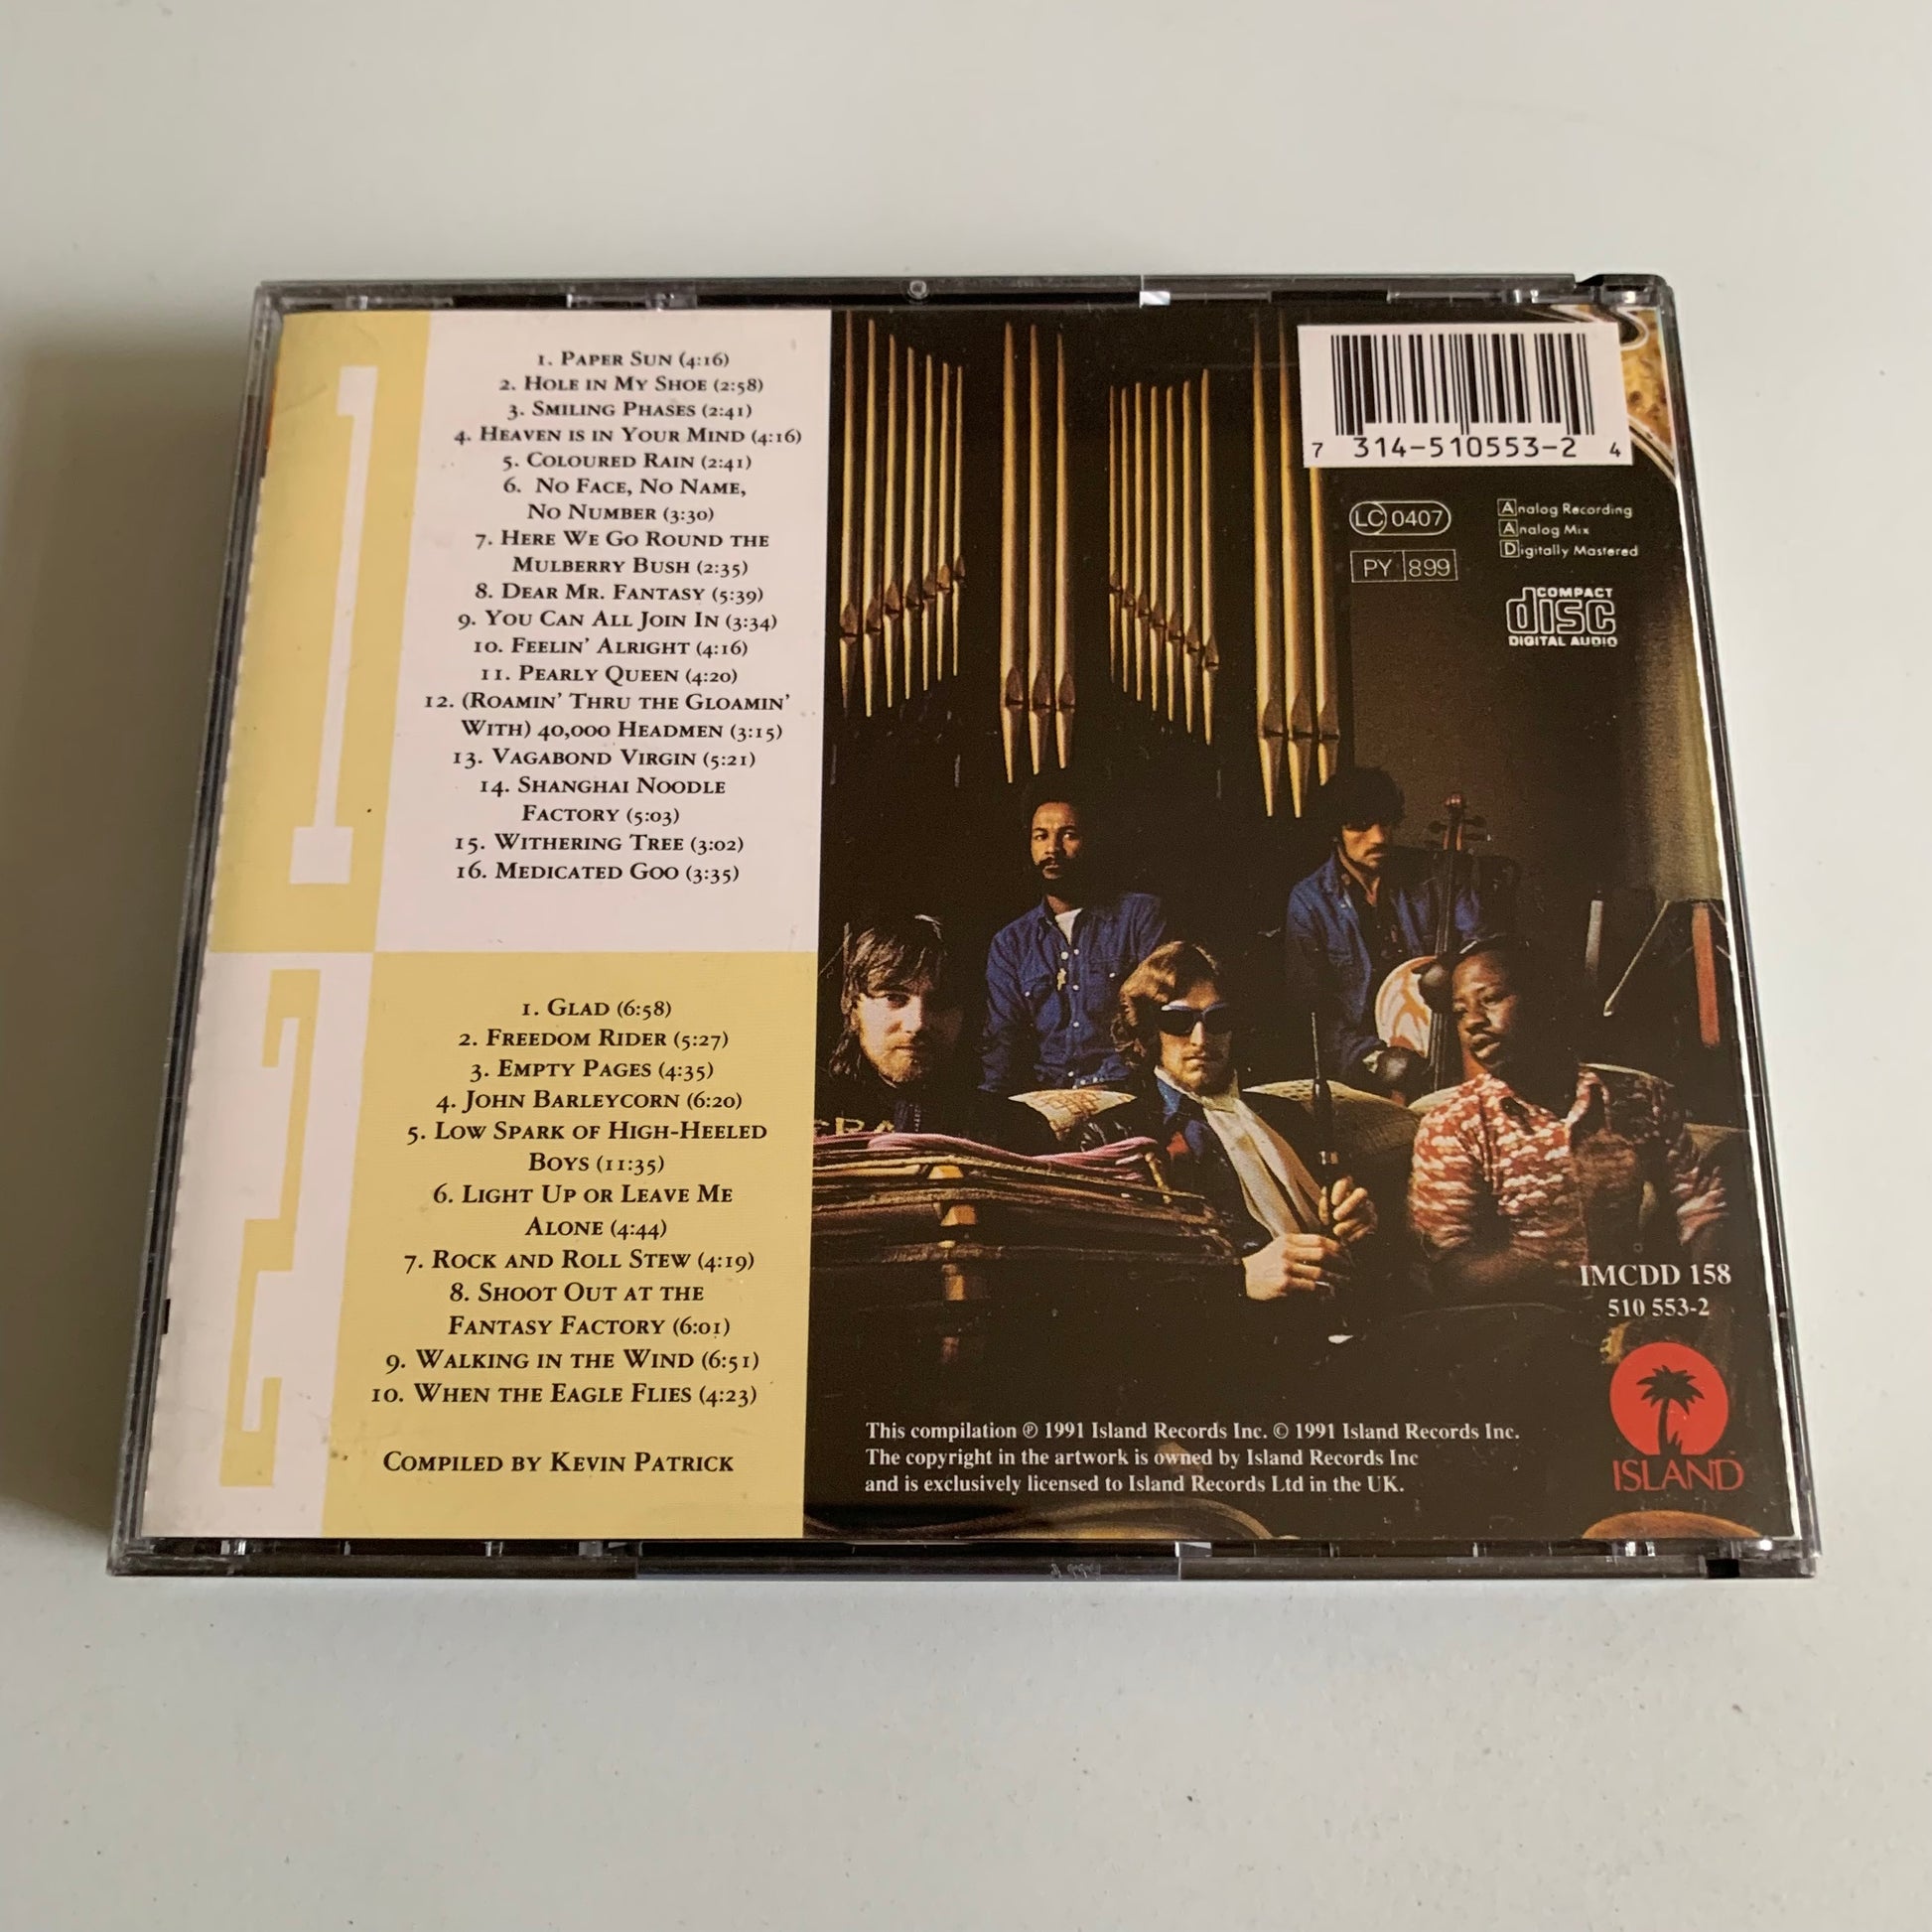 1
1. Paper Sun (4:16)
2. Hole in My Shoe (2:58)
3. Smiling Phases (2:41)
4. Heaven is in Your Mind (4:16)
5. Coloured Rain (2:41)
6. No Face, No Name,
No Number (3:30)
7. Here We Go Round the
Mulberry Bush (2:35)
8. Dear Mr. Fantasy (5:39)
9. You Can All Join In (3:34)
10. Feelin' Alright (4:16)
11. Pearly Queen (4:20)
12. (Roamin' Thru the Gloamin'
With) 40,000 Headmen (3:15)
13. Vagabond Virgin (5:21)
14. Shanghai Noodle
Factory (5:03)
15. Withering Tree (3:02)
16. Medicated Goo (3:35)
2
1. Glad (6:58)
2. Freedom Rider (5:27)
3. Empty Pages (4:35)
4. John Barleycorn (6:20)
5. Low Spark of High-Heeled
Boys (11:35)
6. Light Up or Leave Me
Alone (4:44)
7. Rock and Roll Stew (4:19)
8. Shoot Out at the
Fantasy Factory (6:01)
9. Walking in the Wind (6:51)
10. When the Eagle Flies (4:23)
Compiled by Kevin Patrick
7 314-510553-2 4
LC 0407
PY 899
Analog Recording
Analog Mix
Digitally Mastered
COMPACT
disc
DIGITAL AUDIO
IMCDD 158
510 553-2
ISLAND
This compilation ℗ 1991 Island Records Inc. © 1991 Island Records Inc.
The copyright in the artwork is owned by Island Records Inc
and is exclusively licensed to Island Records Ltd in the UK.